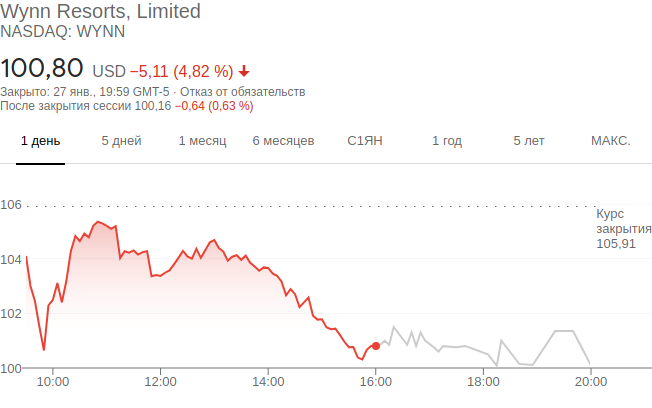 Wynn Resorts, Limited
NASDAQ: WYNN
100,80 USD −5,11 (4,82 %)
Закрыто: 27 янв., 19:59 GMT-5 · Отказ от обязательств
После закрытия сессии 100,16 −0,64 (0,63 %)
1 день 5 дней 1 месяц 6 месяцев С1ЯН 1 год 5 лет МАКС.
106
Курс
закрытия
105,91
104
102
100
10:00 12:00 14:00 16:00 18:00 20:00